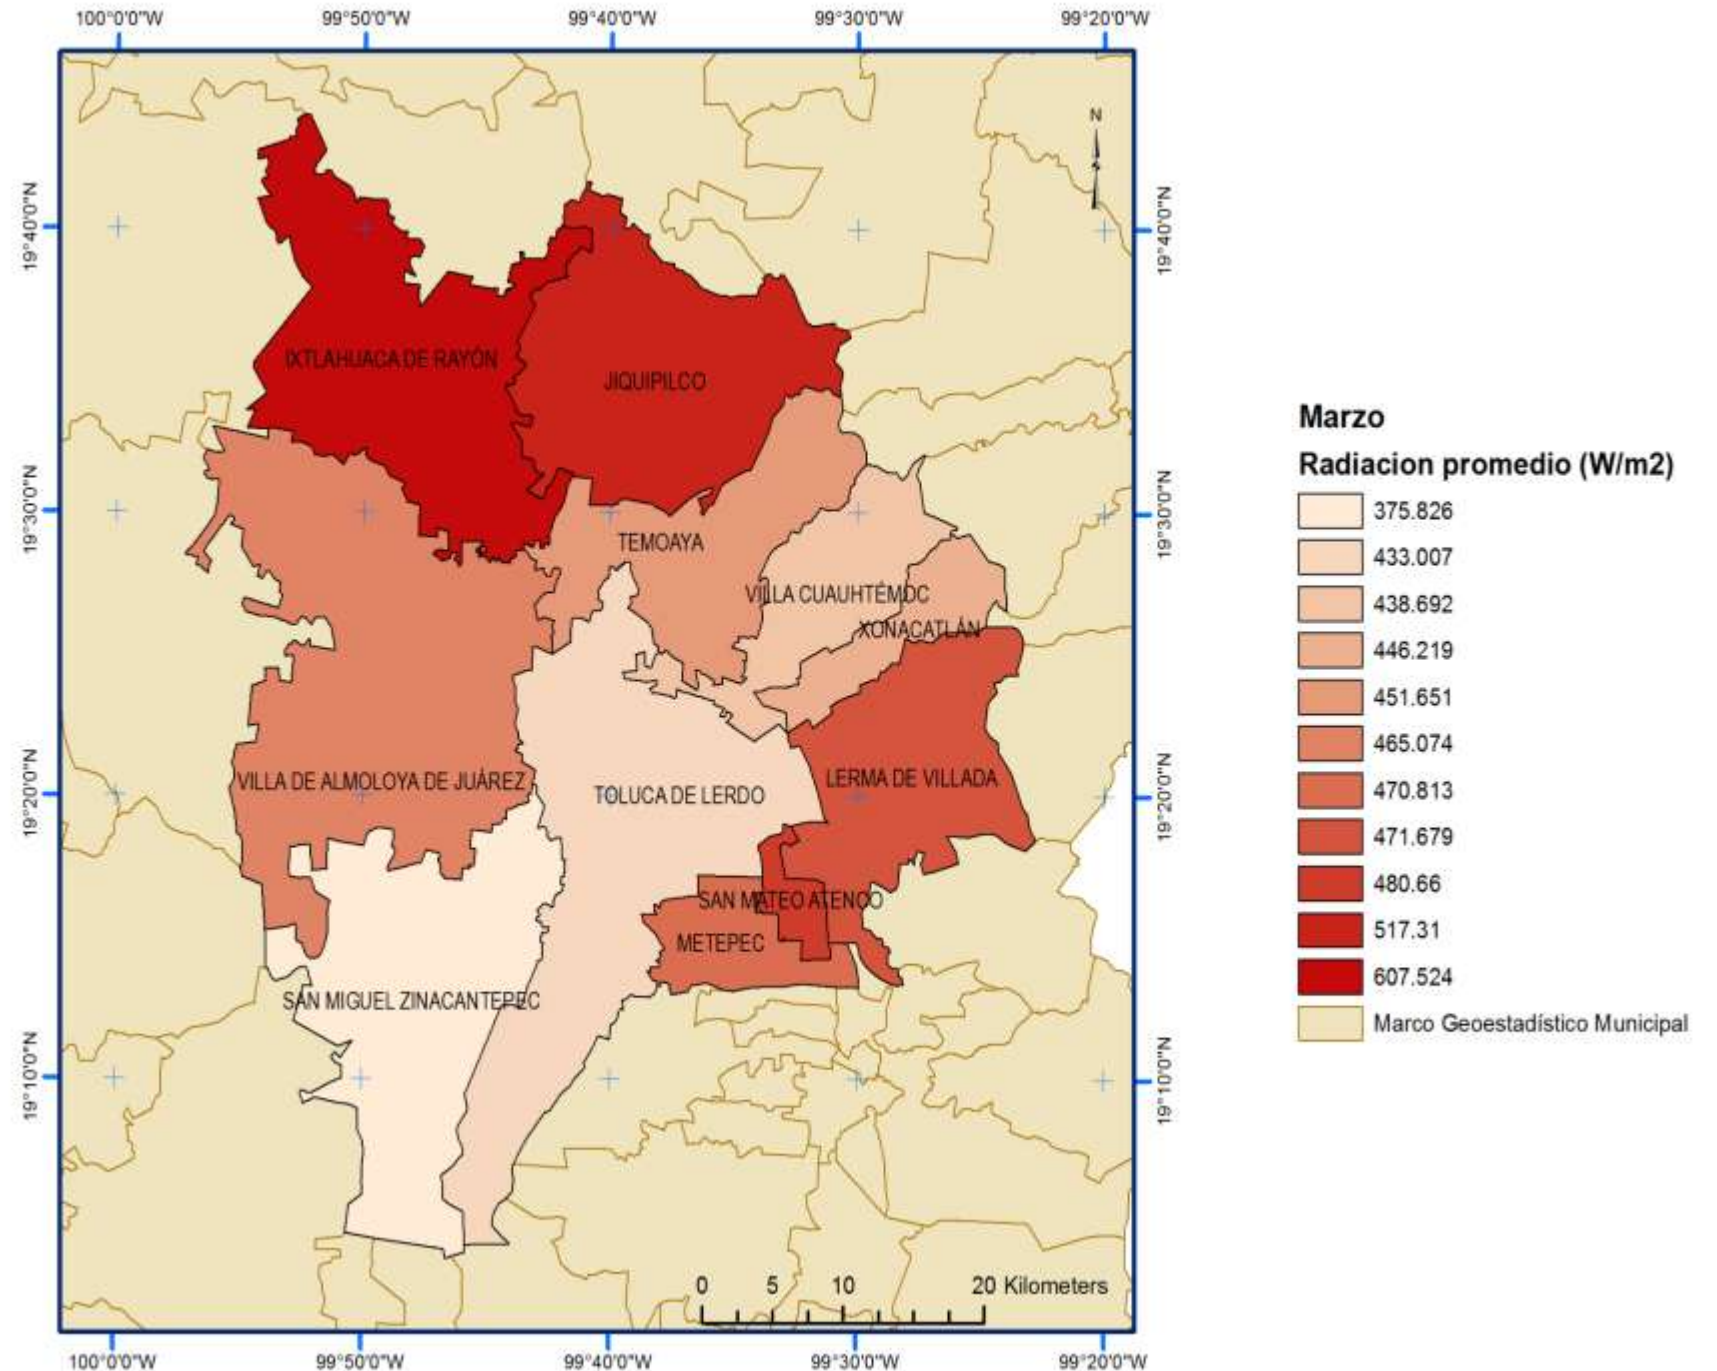 100°0'0"W 99°50'0"W 99°40'0"W 99°30'0"W 99°20'0"W
N
19°40'0"N 19°40'0"N
IXTLAHUACA DE RAYÓN
JIQUIPILCO
19°30'0"N 19°30'0"N
TEMOAYA
VILLA CUAUHTÉMOC
XONACATLÁN
19°20'0"N 19°20'0"N
VILLA DE ALMOLOYA DE JUÁREZ
TOLUCA DE LERDO
LERMA DE VILLADA
SAN MATEO ATENCO
METEPEC
SAN MIGUEL ZINACANTEPEC
19°10'0"N 19°10'0"N
0 5 10 20 Kilometers
100°0'0"W 99°50'0"W 99°40'0"W 99°30'0"W 99°20'0"W
Marzo
Radiacion promedio (W/m2)
375.826
433.007
438.692
446.219
451.651
465.074
470.813
471.679
480.66
517.31
607.524
Marco Geoestadístico Municipal